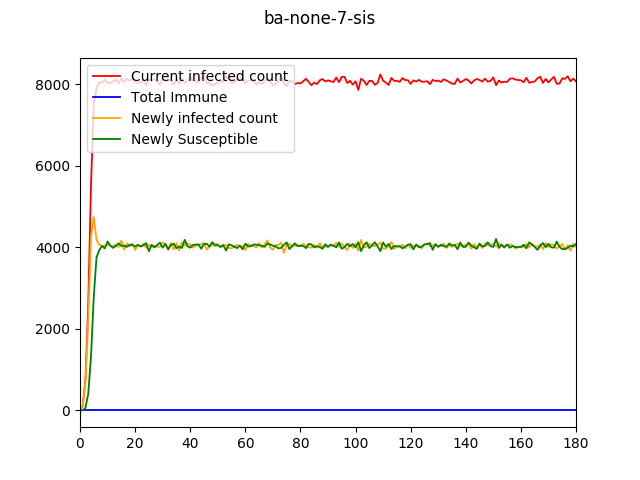 ba-none-7-sis
Current infected count
Total Immune
Newly infected count
Newly Susceptible
8000
6000
4000
2000
0
0 20 40 60 80 100 120 140 160 180